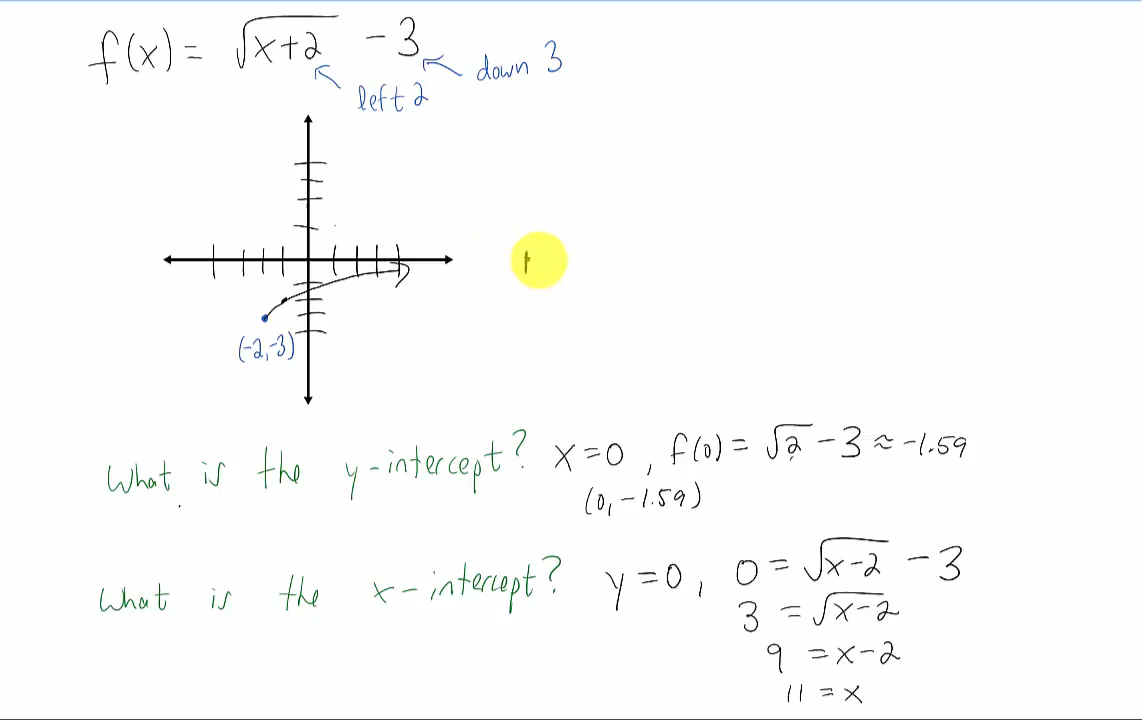 f(x) = √x+2 - 3
left 2
down 3
(-2,-3)
What is the y-intercept? x=0, f(0) = √2 - 3 ≈ -1.59
(0, -1.59)
What is the x-intercept? y=0, 0 = √x-2 - 3
3 = √x-2
9 = x-2
11 = x